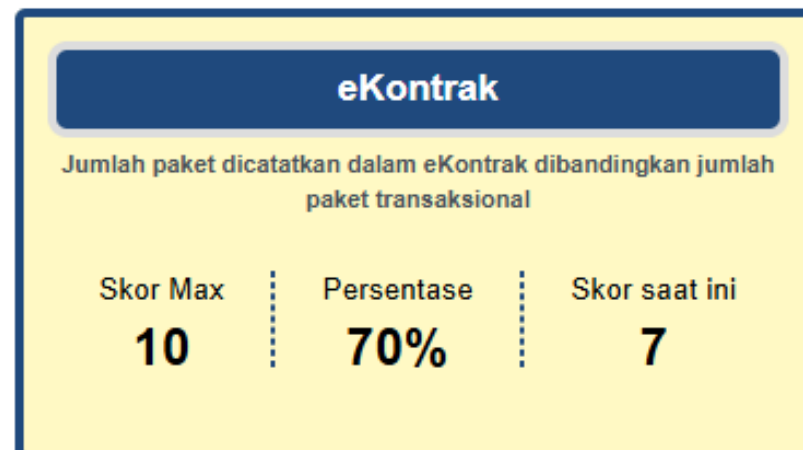 eKontrak
Jumlah paket dicatatkan dalam eKontrak dibandingkan jumlah
paket transaksional
Skor Max
10
Persentase
70%
Skor saat ini
7